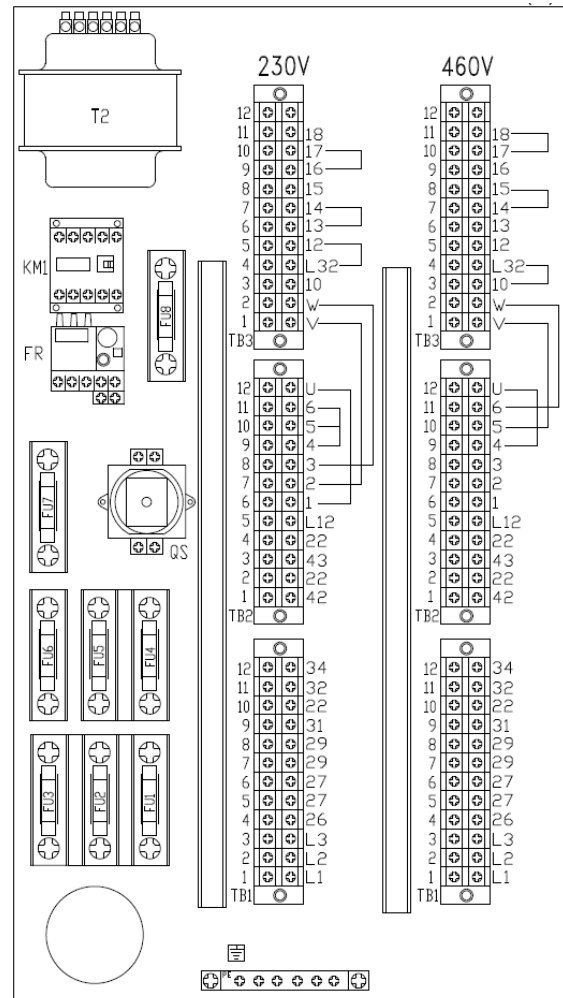 T2
KM1
FR
FU8
FU7
QS
FU6 FU5 FU4
FU3 FU2 FU1
230V
12
11 18
10 17
9 16
8 15
7 14
6 13
5 12
4 L32
3 10
2 W
1 V
TB3
12 U
11 6
10 5
9 4
8 3
7 2
6 1
5 L12
4 22
3 43
2 22
1 42
TB2
12 34
11 32
10 22
9 31
8 29
7 29
6 27
5 27
4 26
3 L3
2 L2
1 L1
TB1
460V
12
11 18
10 17
9 16
8 15
7 14
6 13
5 12
4 L32
3 10
2 W
1 V
TB3
12 U
11 6
10 5
9 4
8 3
7 2
6 1
5 L12
4 22
3 43
2 22
1 42
TB2
12 34
11 32
10 22
9 31
8 29
7 29
6 27
5 27
4 26
3 L3
2 L2
1 L1
TB1
PE